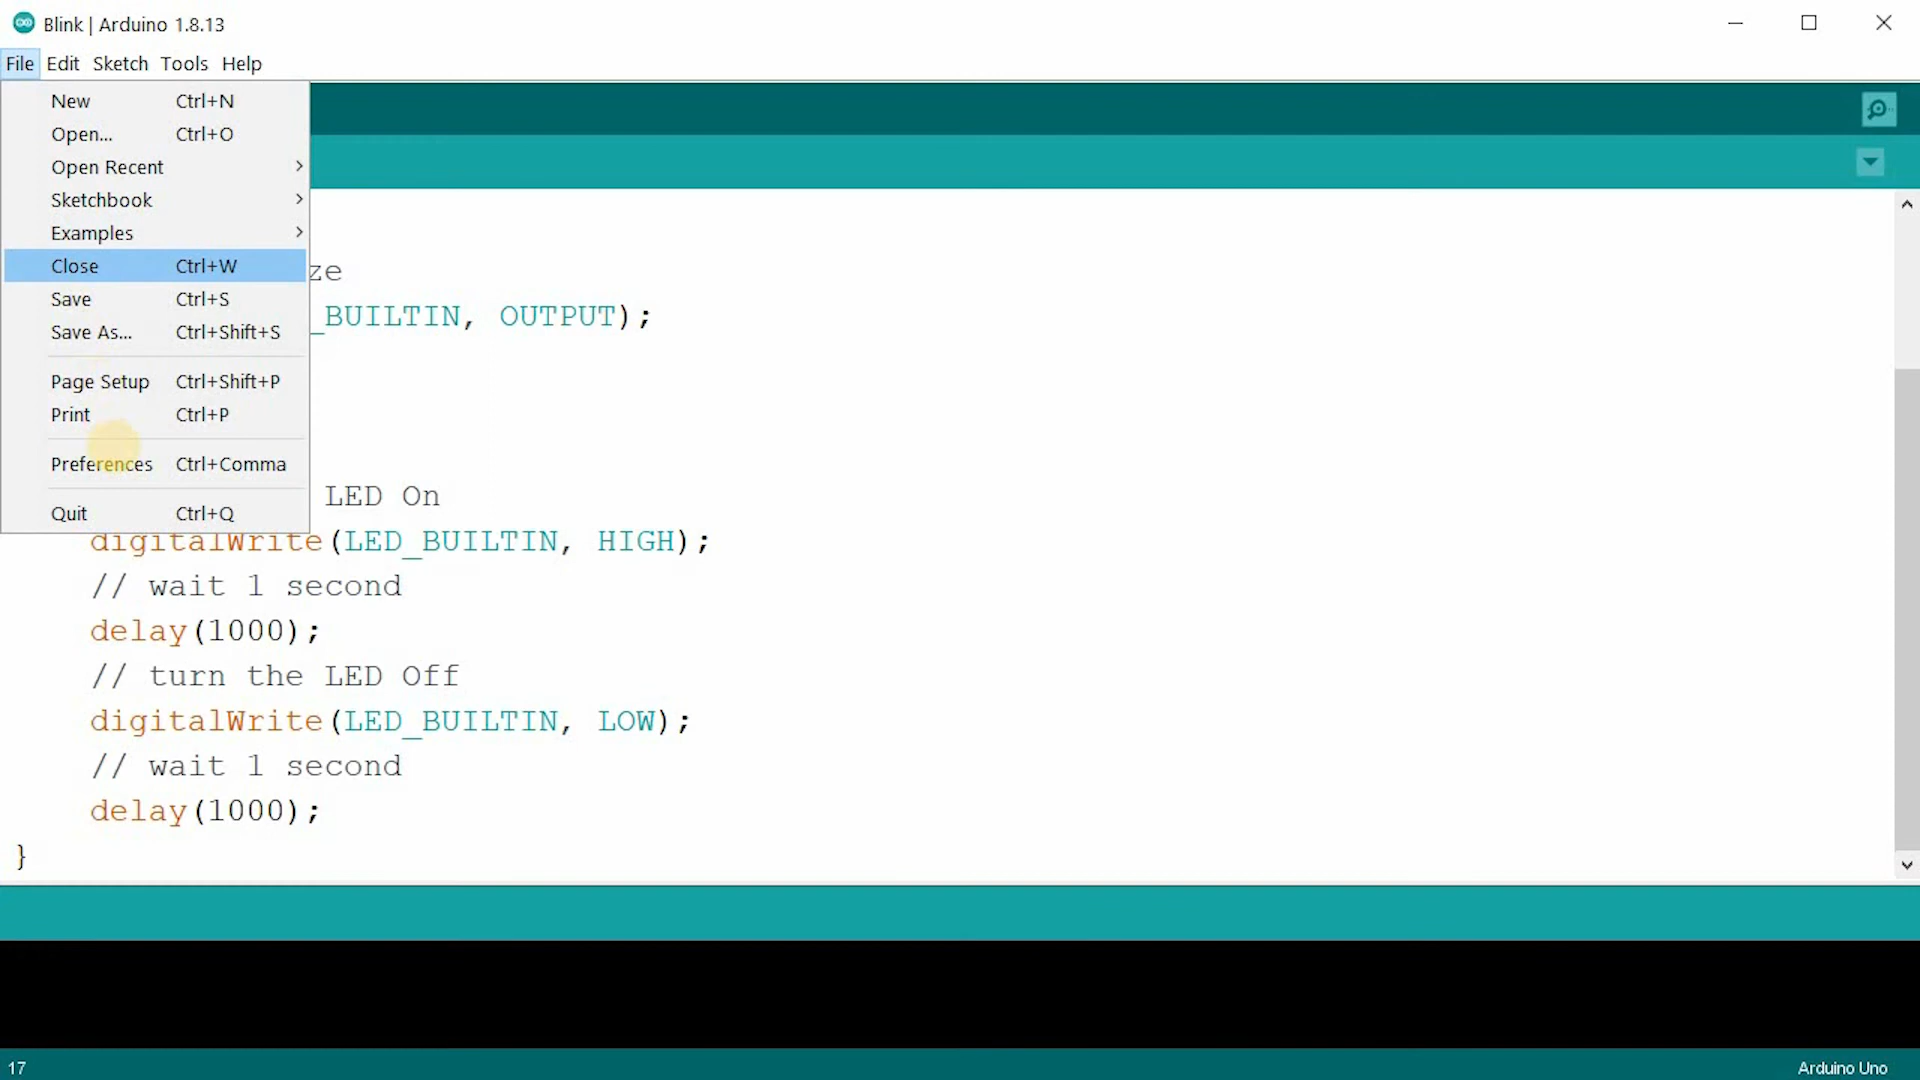 Blink | Arduino 1.8.13
File Edit Sketch Tools Help
New Ctrl+N
Open... Ctrl+O
Open Recent
Sketchbook
Examples
Close Ctrl+W
Save Ctrl+S
Save As... Ctrl+Shift+S
Page Setup Ctrl+Shift+P
Print Ctrl+P
Preferences Ctrl+Comma
Quit Ctrl+Q
ze
_BUILTIN, OUTPUT);
LED On
digitalWrite(LED_BUILTIN, HIGH);
// wait 1 second
delay(1000);
// turn the LED Off
digitalWrite(LED_BUILTIN, LOW);
// wait 1 second
delay(1000);
}
17 Arduino Uno